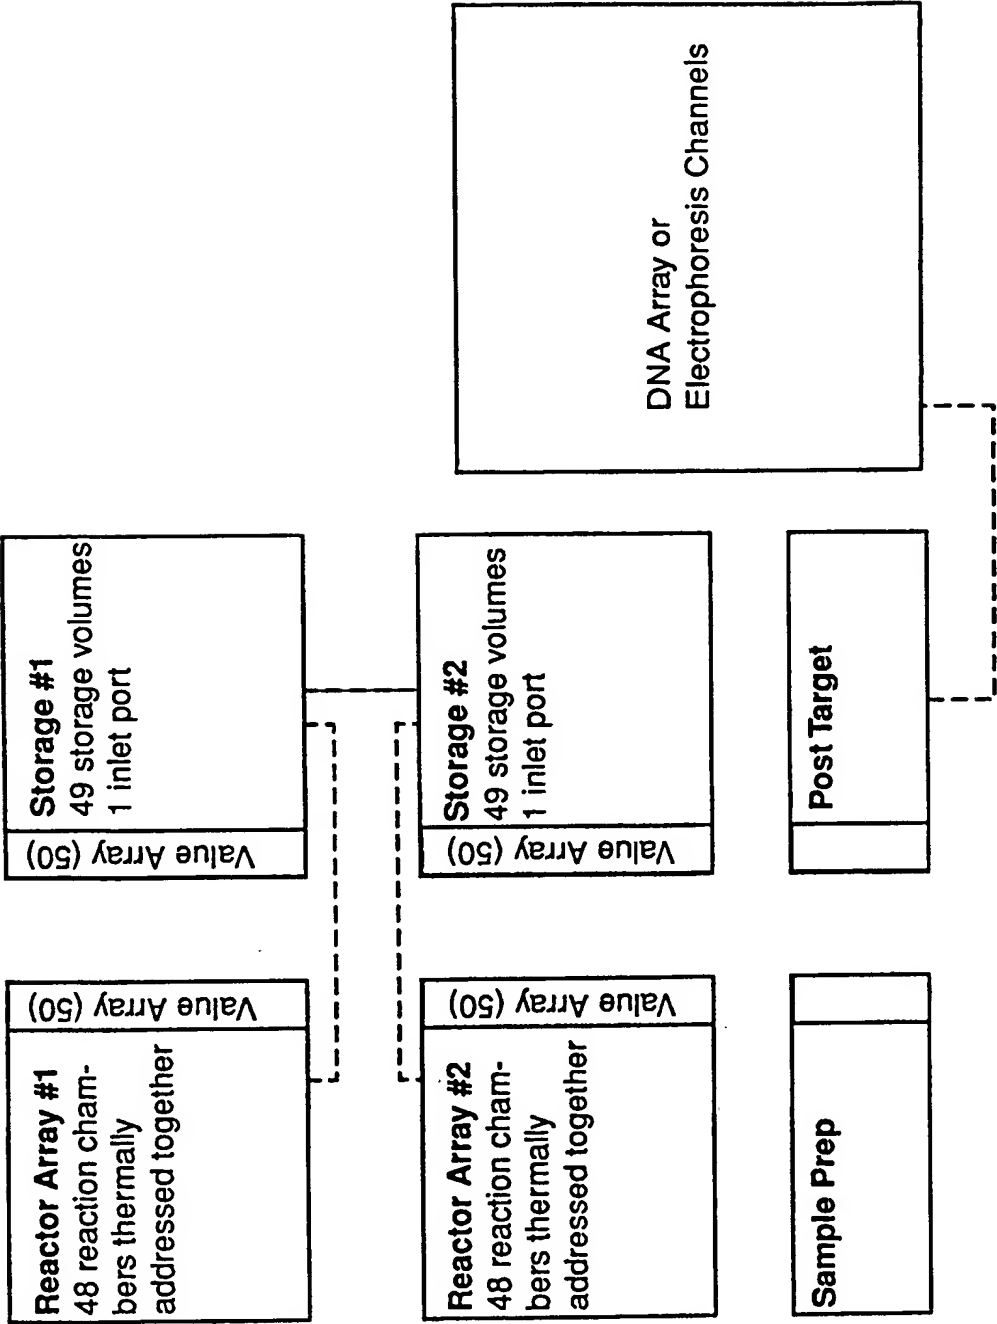 Reactor Array #1
48 reaction cham-
bers thermally
addressed together
Value Array (50)
Value Array (50)
Storage #1
49 storage volumes
1 inlet port
Reactor Array #2
48 reaction cham-
bers thermally
addressed together
Value Array (50)
Value Array (50)
Storage #2
49 storage volumes
1 inlet port
Sample Prep
Post Target
DNA Array or
Electrophoresis Channels